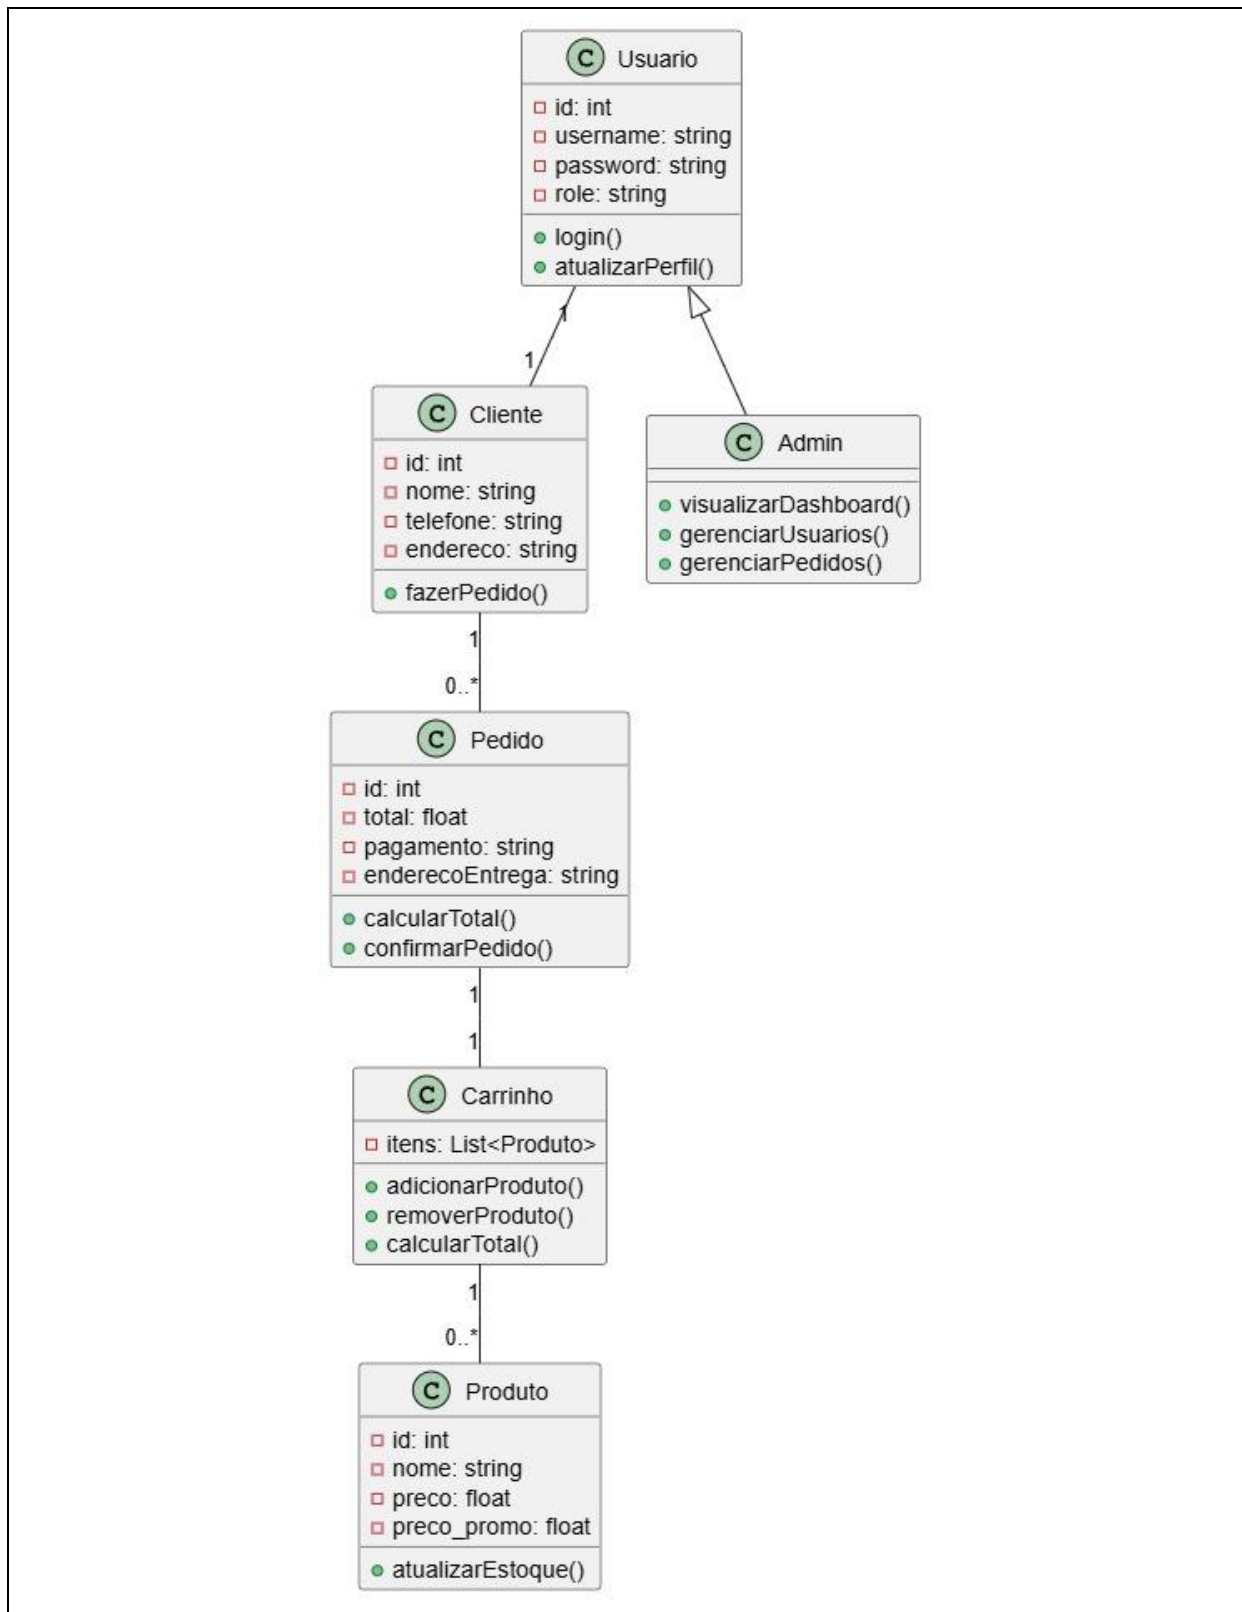 C Usuario
id: int
username: string
password: string
role: string
login()
atualizarPerfil()
1
1
C Cliente
id: int
nome: string
telefone: string
endereco: string
fazerPedido()
C Admin
visualizarDashboard()
gerenciarUsuarios()
gerenciarPedidos()
1
0..*
C Pedido
id: int
total: float
pagamento: string
enderecoEntrega: string
calcularTotal()
confirmarPedido()
1
1
C Carrinho
itens: List<Produto>
adicionarProduto()
removerProduto()
calcularTotal()
1
0..*
C Produto
id: int
nome: string
preco: float
preco_promo: float
atualizarEstoque()